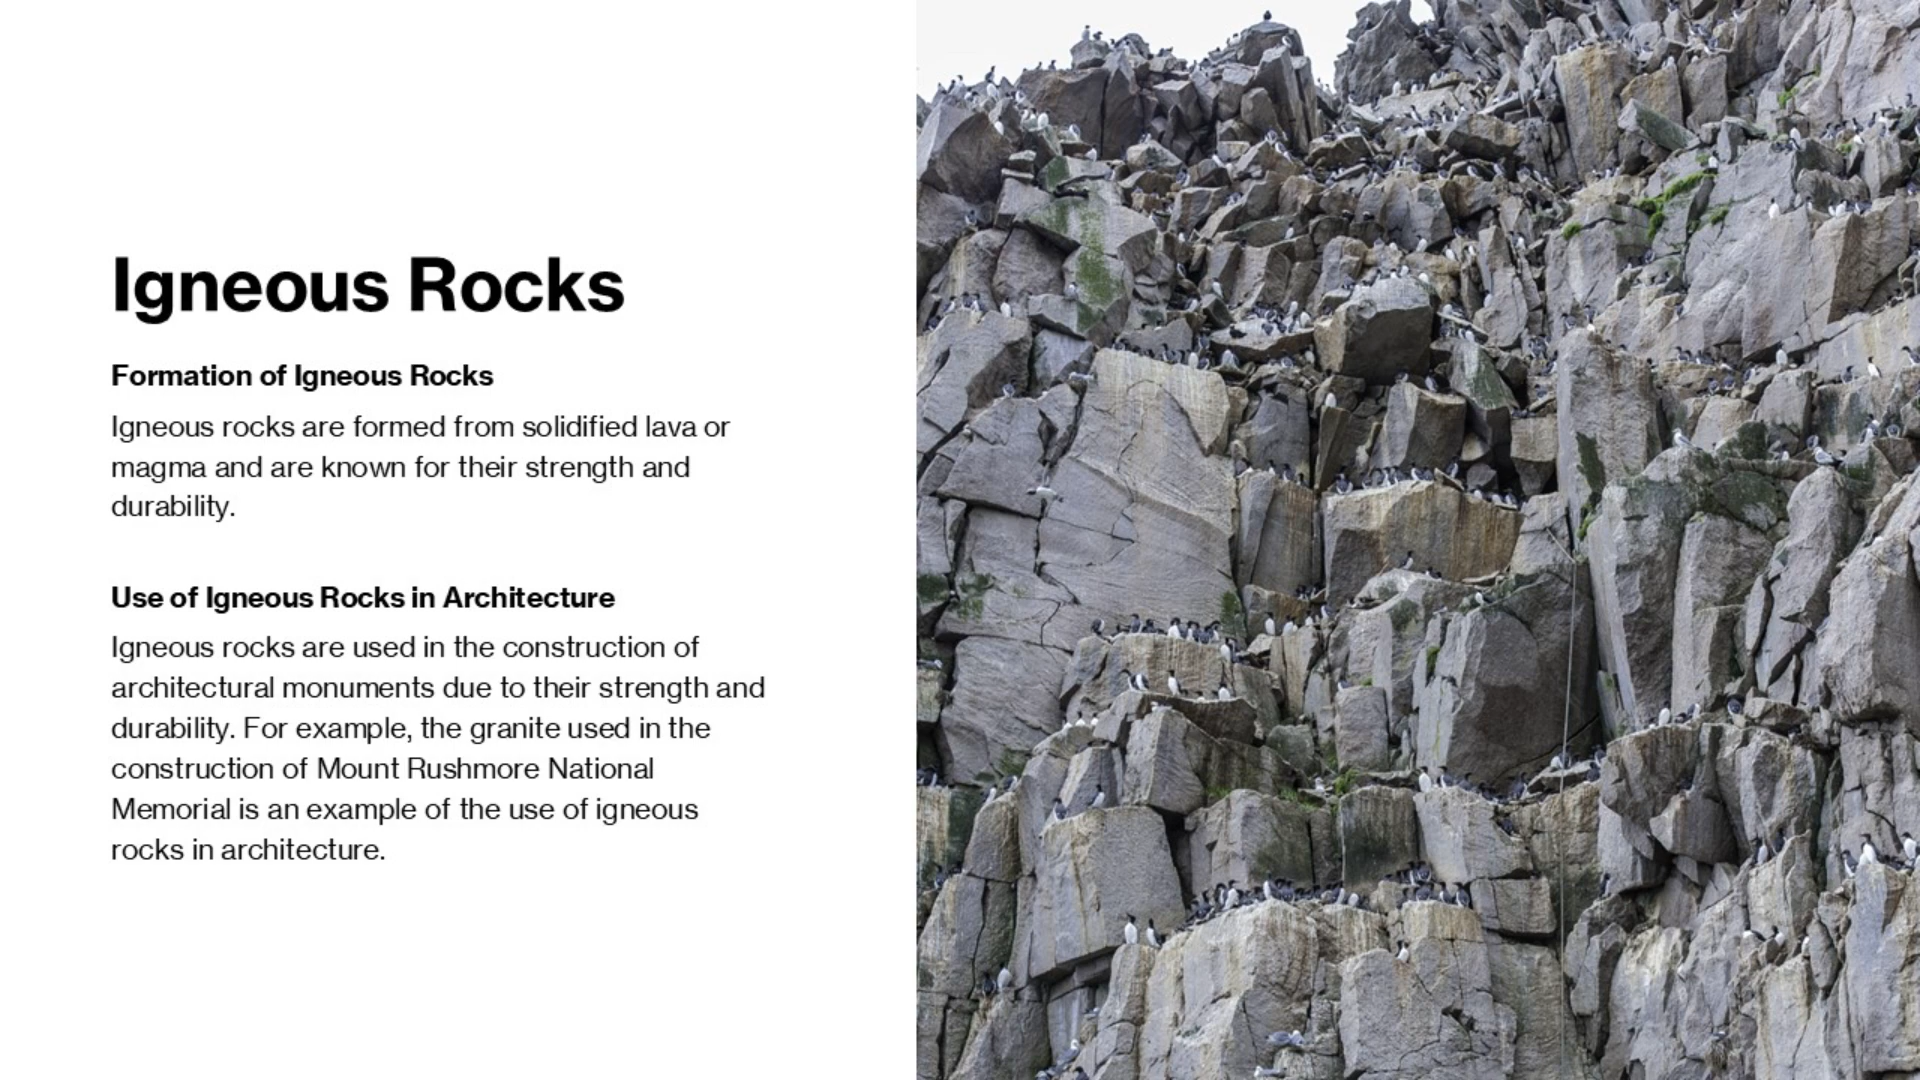 Igneous Rocks
Formation of Igneous Rocks
Igneous rocks are formed from solidified lava or
magma and are known for their strength and
durability.
Use of Igneous Rocks in Architecture
Igneous rocks are used in the construction of
architectural monuments due to their strength and
durability. For example, the granite used in the
construction of Mount Rushmore National
Memorial is an example of the use of igneous
rocks in architecture.